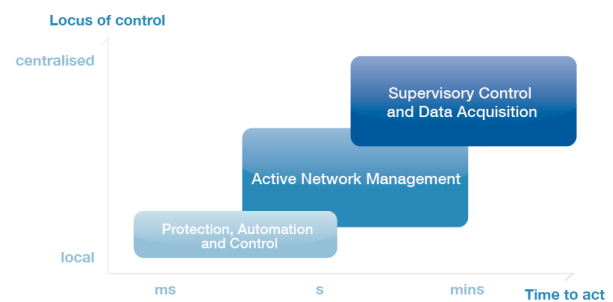 Locus of control
centralised
Supervisory Control
and Data Acquisition
Active Network Management
Protection, Automation
and Control
local
ms
s
mins
Time to act